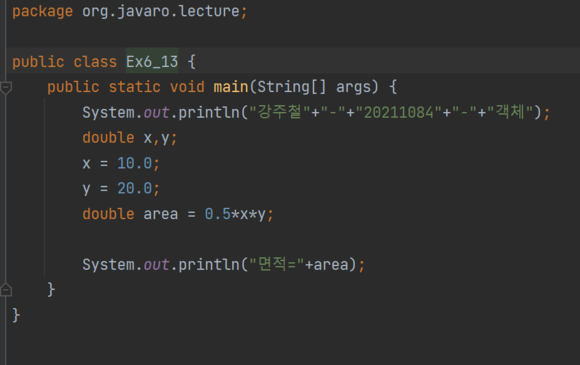 package org.javaro.lecture;
public class Ex6_13 {
public static void main(String[] args) {
System.out.println("강주철"+"-"+"20211084"+"-"+"객체");
double x,y;
x = 10.0;
y = 20.0;
double area = 0.5*x*y;
System.out.println("면적="+area);
}
}